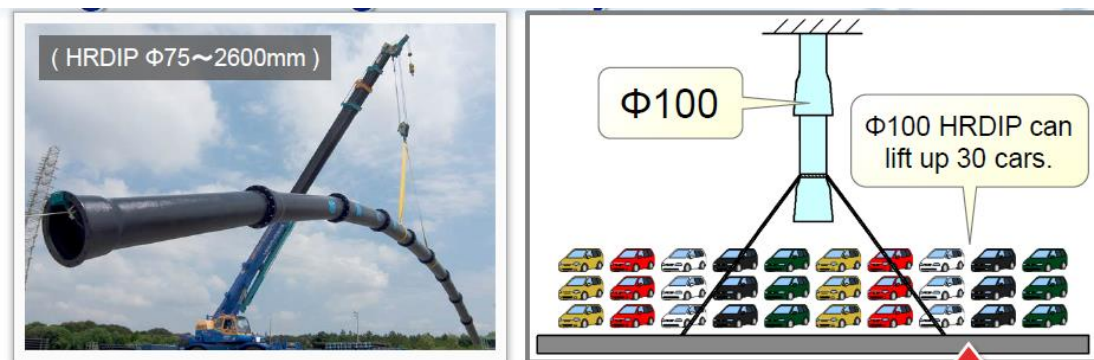 ( HRDIP Φ75～2600mm )
Φ100
Φ100 HRDIP can
lift up 30 cars.